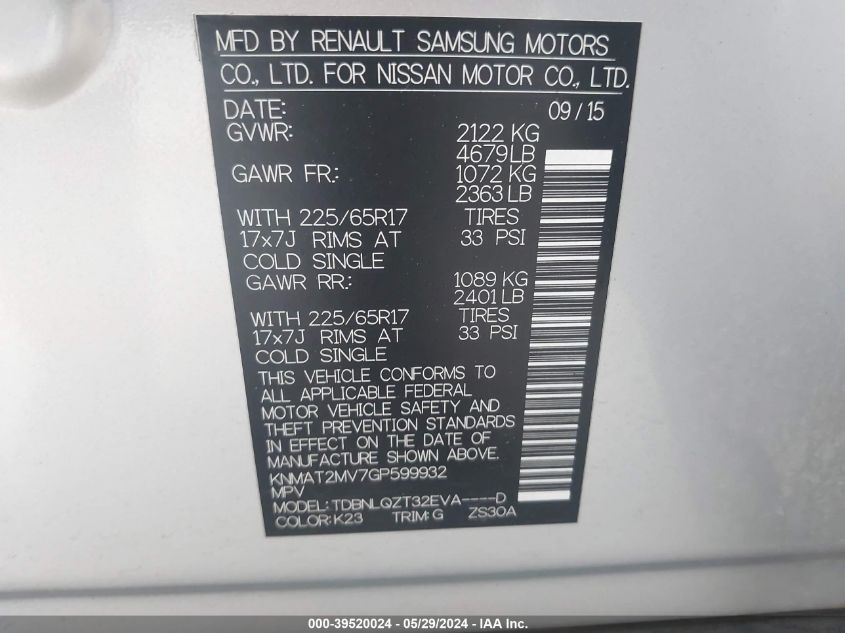 MFD BY RENAULT SAMSUNG MOTORS
CO., LTD. FOR NISSAN MOTOR CO., LTD.
DATE: 09/15
GVWR: 2122 KG
4679LB
GAWR FR.: 1072 KG
2363 LB
WITH 225/65R17 TIRES
17x7J RIMS AT 33 PSI
COLD SINGLE
GAWR RR.: 1089 KG
2401LB
WITH 225/65R17 TIRES
17x7J RIMS AT 33 PSI
COLD SINGLE
THIS VEHICLE CONFORMS TO
ALL APPLICABLE FEDERAL
MOTOR VEHICLE SAFETY AND
THEFT PREVENTION STANDARDS
IN EFFECT ON THE DATE OF
MANUFACTURE SHOWN ABOVE.
KNMAT2MV7GP599932
MPV
MODEL:TDBNLQZT32EVA----D
COLOR:K23 TRIM:G ZS30A
000-39520024 - 05/29/2024 - IAA Inc.